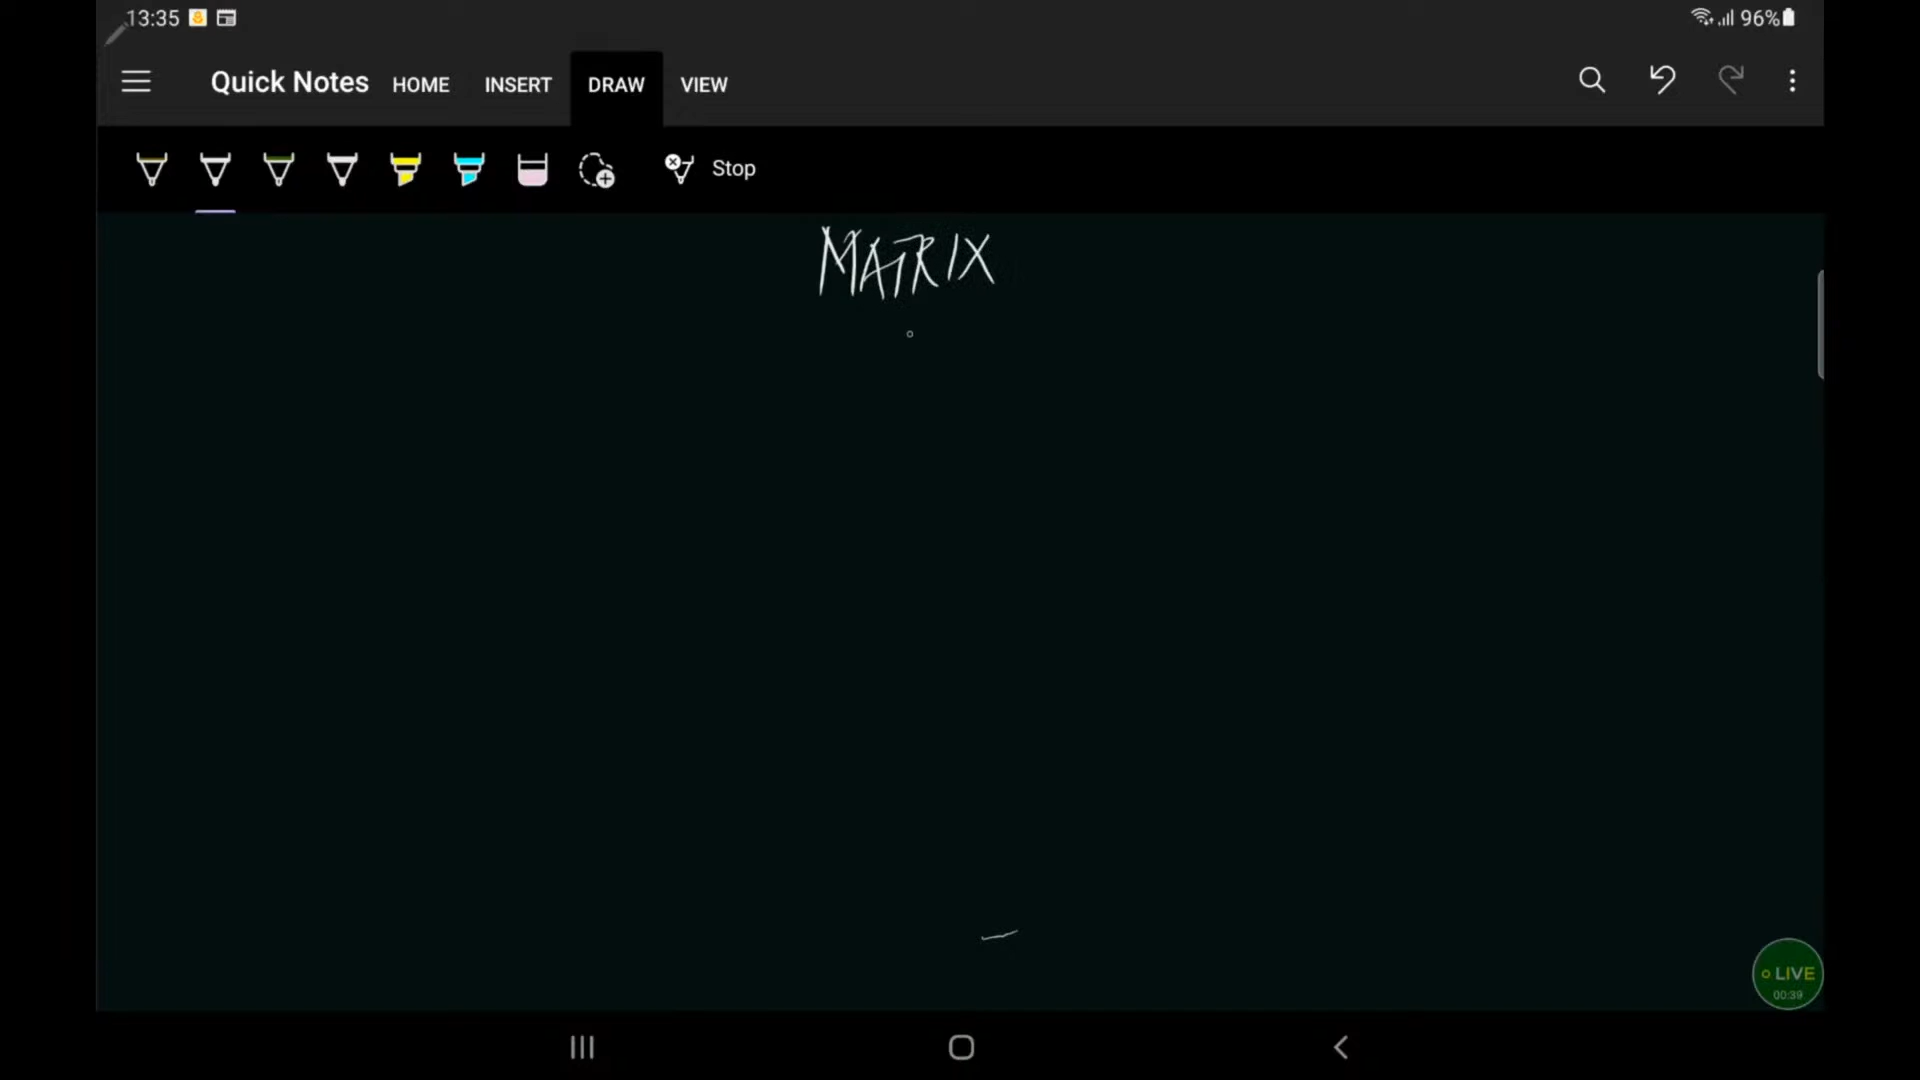 13:35 96%
Quick Notes HOME INSERT DRAW VIEW
Stop
MATRIX
LIVE
00:39